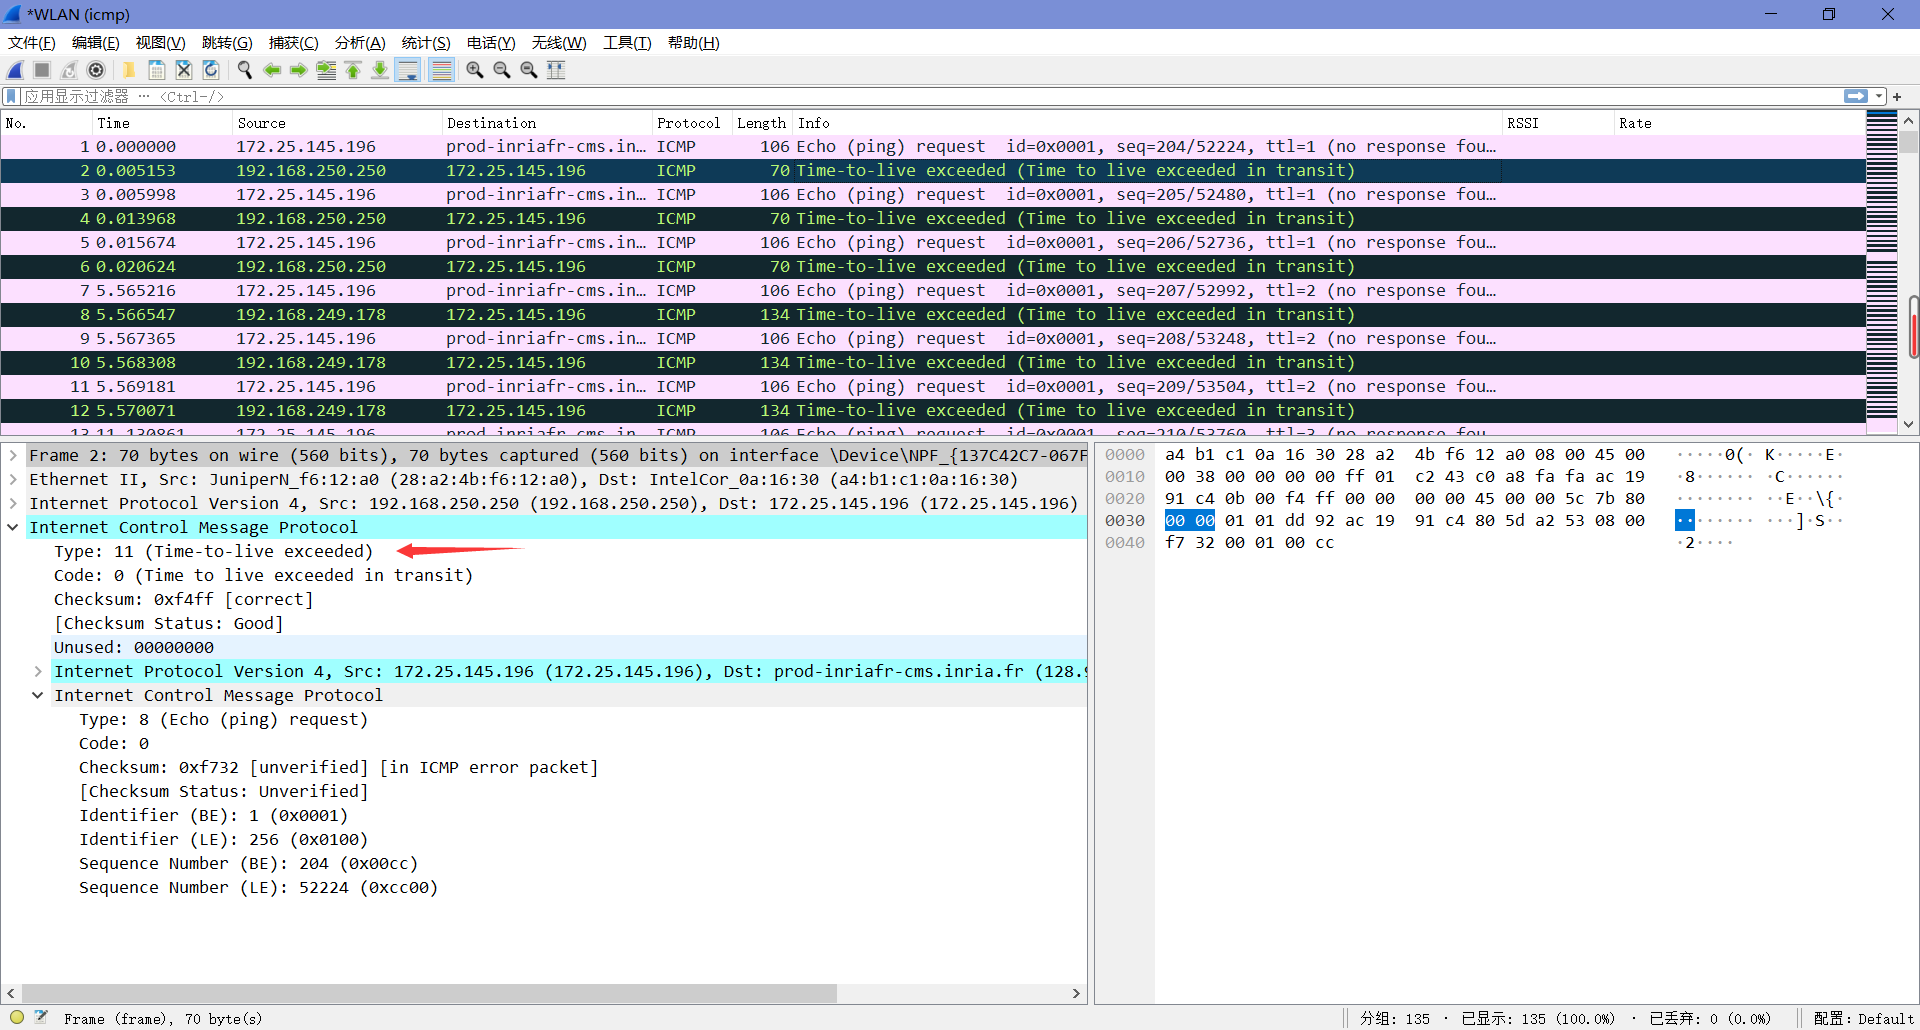 *WLAN (icmp)
文件(F) 编辑(E) 视图(V) 跳转(G) 捕获(C) 分析(A) 统计(S) 电话(Y) 无线(W) 工具(T) 帮助(H)
应用显示过滤器 … <Ctrl-/>
No. Time Source Destination Protocol Length Info RSSI Rate
1 0.000000 172.25.145.196 prod-inriafr-cms.in… ICMP 106 Echo (ping) request id=0x0001, seq=204/52224, ttl=1 (no response fou…
2 0.005153 192.168.250.250 172.25.145.196 ICMP 70 Time-to-live exceeded (Time to live exceeded in transit)
3 0.005998 172.25.145.196 prod-inriafr-cms.in… ICMP 106 Echo (ping) request id=0x0001, seq=205/52480, ttl=1 (no response fou…
4 0.013968 192.168.250.250 172.25.145.196 ICMP 70 Time-to-live exceeded (Time to live exceeded in transit)
5 0.015674 172.25.145.196 prod-inriafr-cms.in… ICMP 106 Echo (ping) request id=0x0001, seq=206/52736, ttl=1 (no response fou…
6 0.020624 192.168.250.250 172.25.145.196 ICMP 70 Time-to-live exceeded (Time to live exceeded in transit)
7 5.565216 172.25.145.196 prod-inriafr-cms.in… ICMP 106 Echo (ping) request id=0x0001, seq=207/52992, ttl=2 (no response fou…
8 5.566547 192.168.249.178 172.25.145.196 ICMP 134 Time-to-live exceeded (Time to live exceeded in transit)
9 5.567365 172.25.145.196 prod-inriafr-cms.in… ICMP 106 Echo (ping) request id=0x0001, seq=208/53248, ttl=2 (no response fou…
10 5.568308 192.168.249.178 172.25.145.196 ICMP 134 Time-to-live exceeded (Time to live exceeded in transit)
11 5.569181 172.25.145.196 prod-inriafr-cms.in… ICMP 106 Echo (ping) request id=0x0001, seq=209/53504, ttl=2 (no response fou…
12 5.570071 192.168.249.178 172.25.145.196 ICMP 134 Time-to-live exceeded (Time to live exceeded in transit)
13 11.130861 172.25.145.196 prod-inriafr-cms.in… ICMP 106 Echo (ping) request id=0x0001, seq=210/53760, ttl=3 (no response fou…
Frame 2: 70 bytes on wire (560 bits), 70 bytes captured (560 bits) on interface \Device\NPF_{137C42C7-067F
Ethernet II, Src: JuniperN_f6:12:a0 (28:a2:4b:f6:12:a0), Dst: IntelCor_0a:16:30 (a4:b1:c1:0a:16:30)
Internet Protocol Version 4, Src: 192.168.250.250 (192.168.250.250), Dst: 172.25.145.196 (172.25.145.196)
Internet Control Message Protocol
Type: 11 (Time-to-live exceeded)
Code: 0 (Time to live exceeded in transit)
Checksum: 0xf4ff [correct]
[Checksum Status: Good]
Unused: 00000000
Internet Protocol Version 4, Src: 172.25.145.196 (172.25.145.196), Dst: prod-inriafr-cms.inria.fr (128.9
Internet Control Message Protocol
Type: 8 (Echo (ping) request)
Code: 0
Checksum: 0xf732 [unverified] [in ICMP error packet]
[Checksum Status: Unverified]
Identifier (BE): 1 (0x0001)
Identifier (LE): 256 (0x0100)
Sequence Number (BE): 204 (0x00cc)
Sequence Number (LE): 52224 (0xcc00)
0000 a4 b1 c1 0a 16 30 28 a2 4b f6 12 a0 08 00 45 00 ·····0(· K·····E·
0010 00 38 00 00 00 00 ff 01 c2 43 c0 a8 fa fa ac 19 ·8······ ·C······
0020 91 c4 0b 00 f4 ff 00 00 00 00 45 00 00 5c 7b 80 ········ ··E··\{·
0030 00 00 01 01 dd 92 ac 19 91 c4 80 5d a2 53 08 00 ········ ···]·S··
0040 f7 32 00 01 00 cc ·2····
Frame (frame), 70 byte(s) 分组: 135 · 已显示: 135 (100.0%) · 已丢弃: 0 (0.0%) 配置: Default